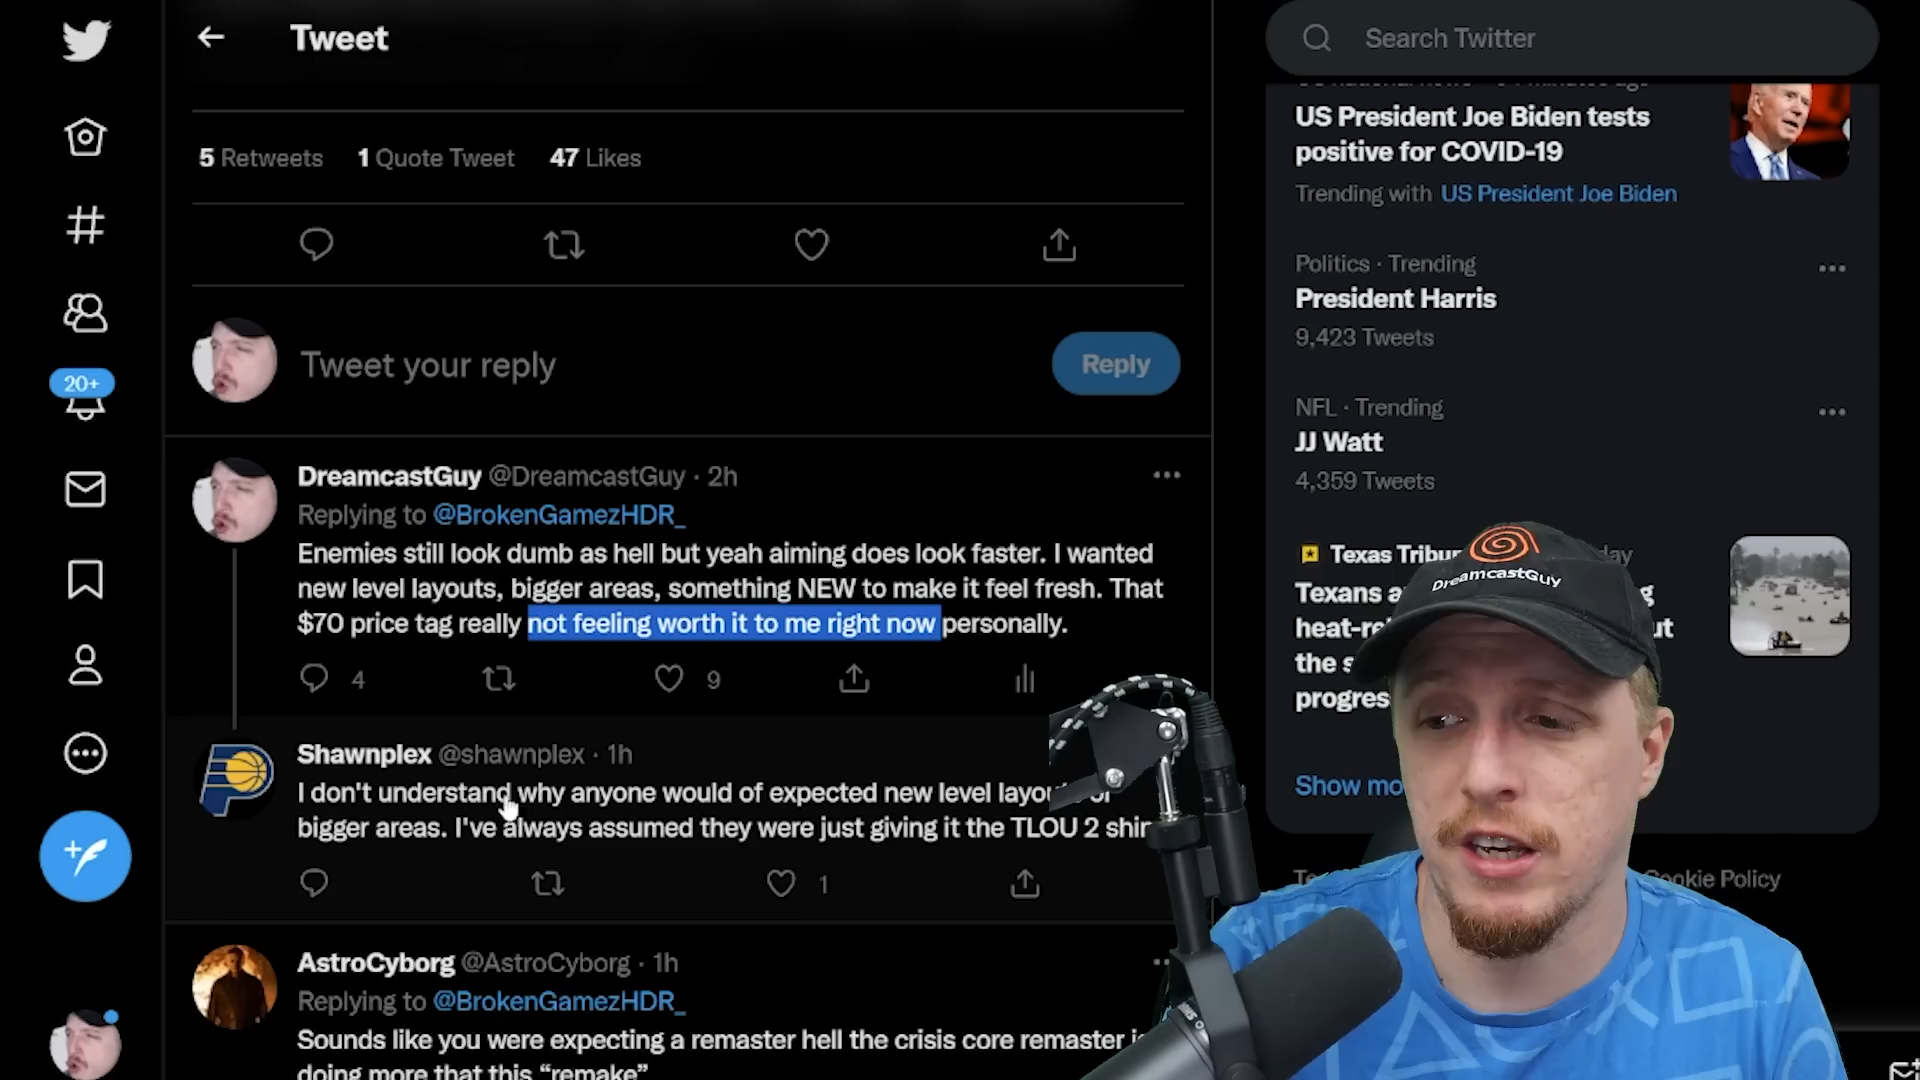 Tweet
Search Twitter
5 Retweets 1 Quote Tweet 47 Likes
Tweet your reply
Reply
20+
DreamcastGuy @DreamcastGuy · 2h
Replying to @BrokenGamezHDR_
Enemies still look dumb as hell but yeah aiming does look faster. I wanted
new level layouts, bigger areas, something NEW to make it feel fresh. That
$70 price tag really not feeling worth it to me right now personally.
4
9
Shawnplex @shawnplex · 1h
I don't understand why anyone would of expected new level
bigger areas. I've always assumed they were just giving it the TLOU 2
1
AstroCyborg @AstroCyborg · 1h
Replying to @BrokenGamezHDR_
Sounds like you were expecting a remaster hell the crisis core remaster
doing more that this “remake”
US President Joe Biden tests
positive for COVID-19
Trending with US President Joe Biden
Politics · Trending
President Harris
9,423 Tweets
NFL · Trending
JJ Watt
4,359 Tweets
Texas
Texans
the
Show
Cookie Policy
DreamcastGuy